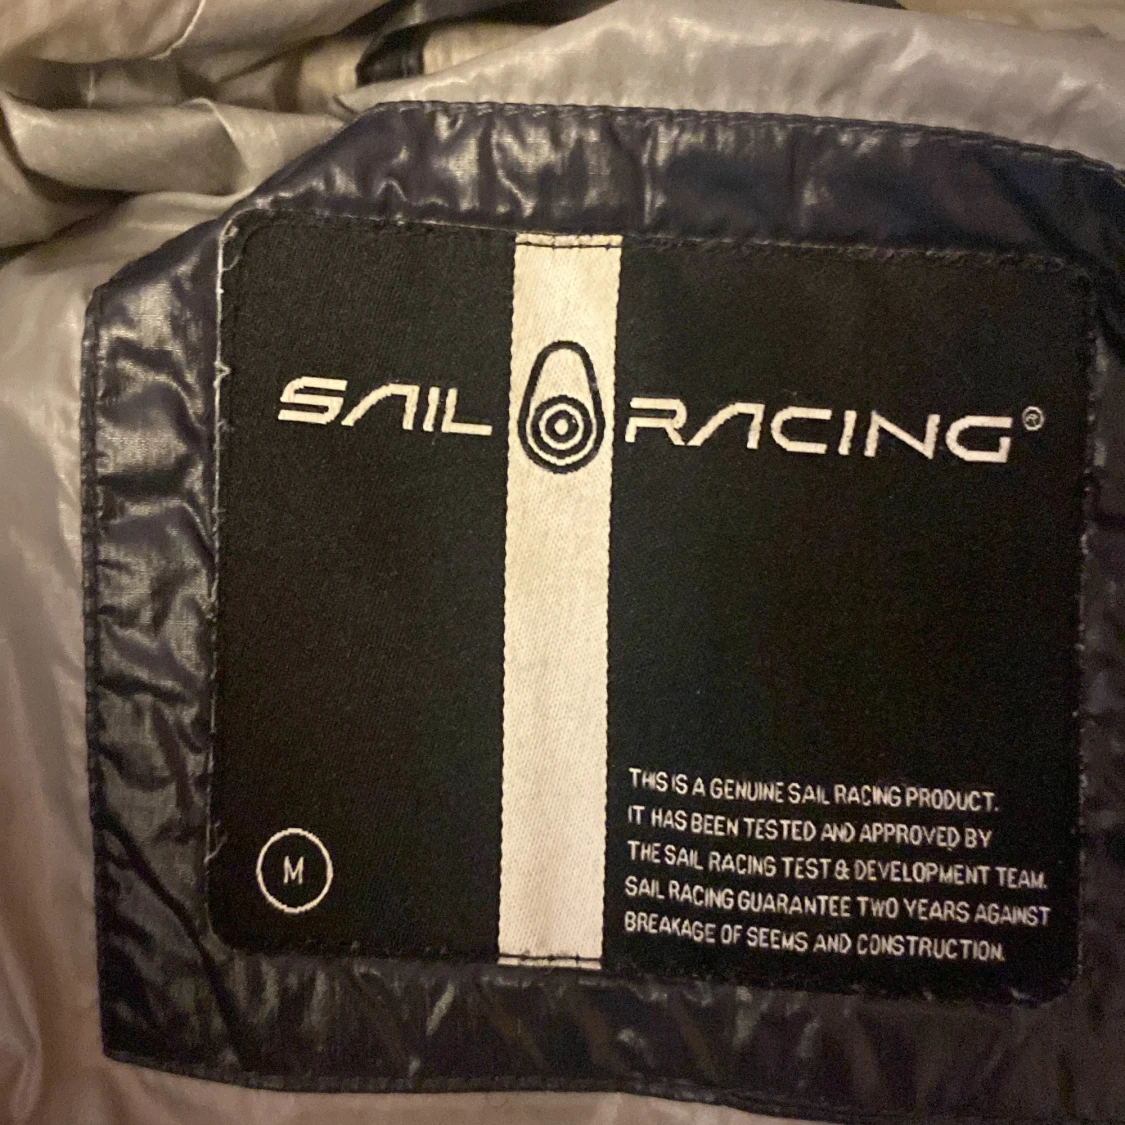 SAIL RACING®
M
THIS IS A GENUINE SAIL RACING PRODUCT.
IT HAS BEEN TESTED AND APPROVED BY
THE SAIL RACING TEST & DEVELOPMENT TEAM.
SAIL RACING GUARANTEE TWO YEARS AGAINST
BREAKAGE OF SEEMS AND CONSTRUCTION.